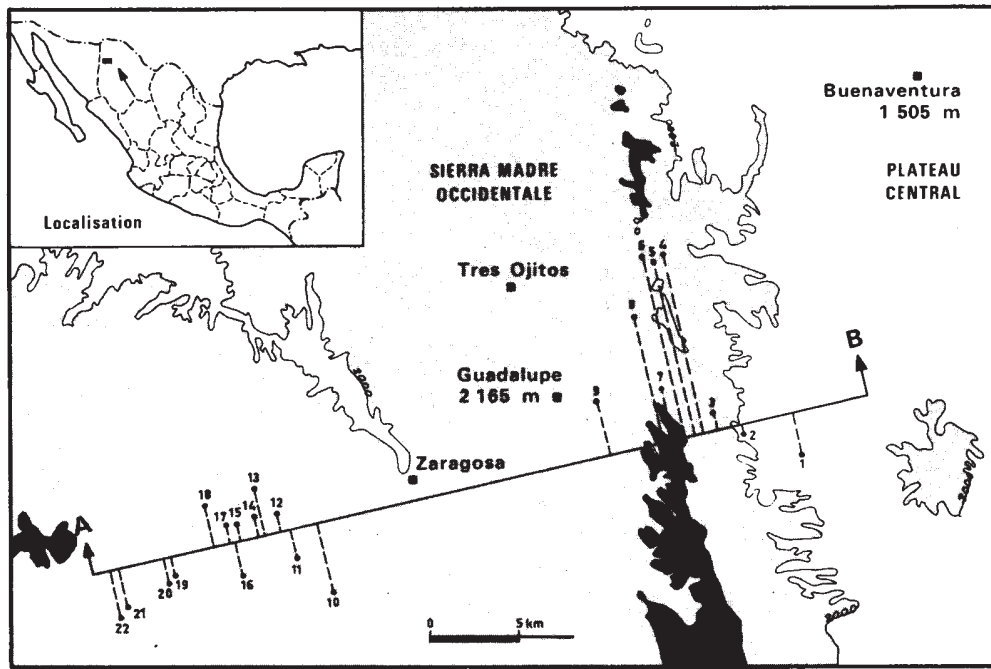 Localisation
SIERRA MADRE
OCCIDENTALE
Buenaventura
1 505 m
PLATEAU
CENTRAL
Tres Ojitos
Guadalupe
2 165 m
Zaragosa
2000
2000
2000
A
B
6
5
4
8
7
9
3
2
1
18
17
15
14
13
12
11
10
16
19
20
21
22
0
5 km